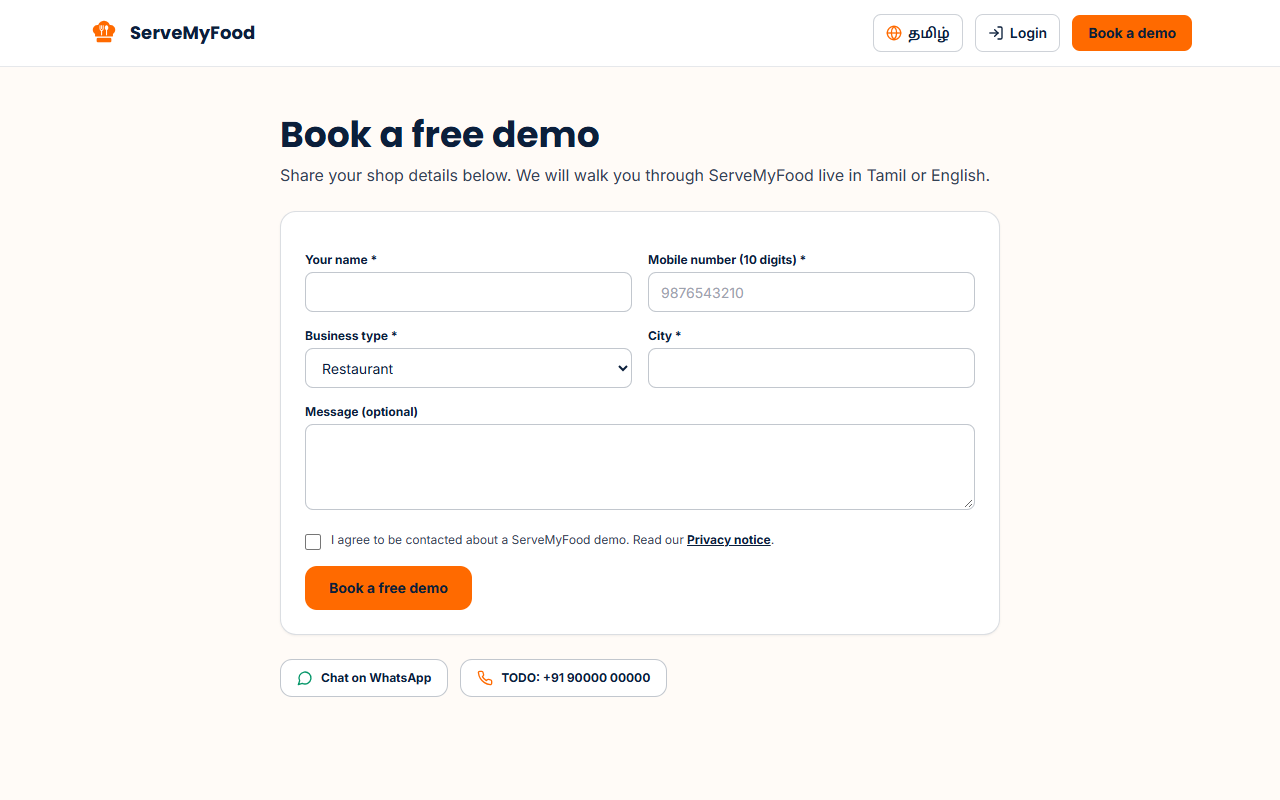 ServeMyFood
தமிழ்
Login
Book a demo
Book a free demo
Share your shop details below. We will walk you through ServeMyFood live in Tamil or English.
Your name *
Mobile number (10 digits) *
9876543210
Business type *
City *
Restaurant
Message (optional)
I agree to be contacted about a ServeMyFood demo. Read our Privacy notice.
Book a free demo
Chat on WhatsApp
TODO: +91 90000 00000